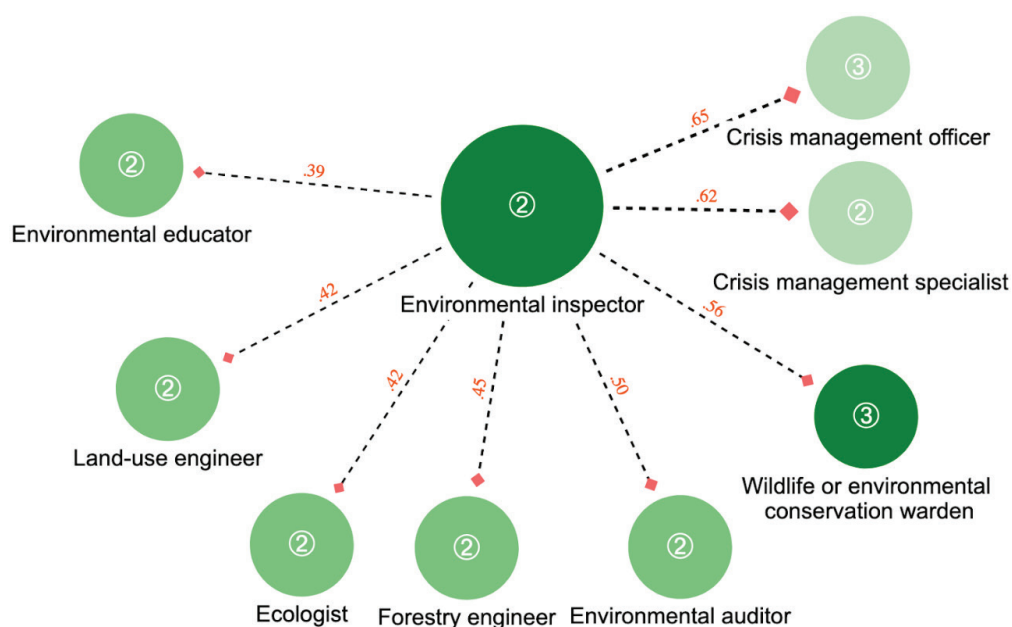 ③
Crisis management officer
.65
②
Environmental educator
.39
②
Environmental inspector
.62
②
Crisis management specialist
.42
②
Land-use engineer
.56
③
Wildlife or environmental
conservation warden
.42
②
Ecologist
.45
②
Forestry engineer
.50
②
Environmental auditor